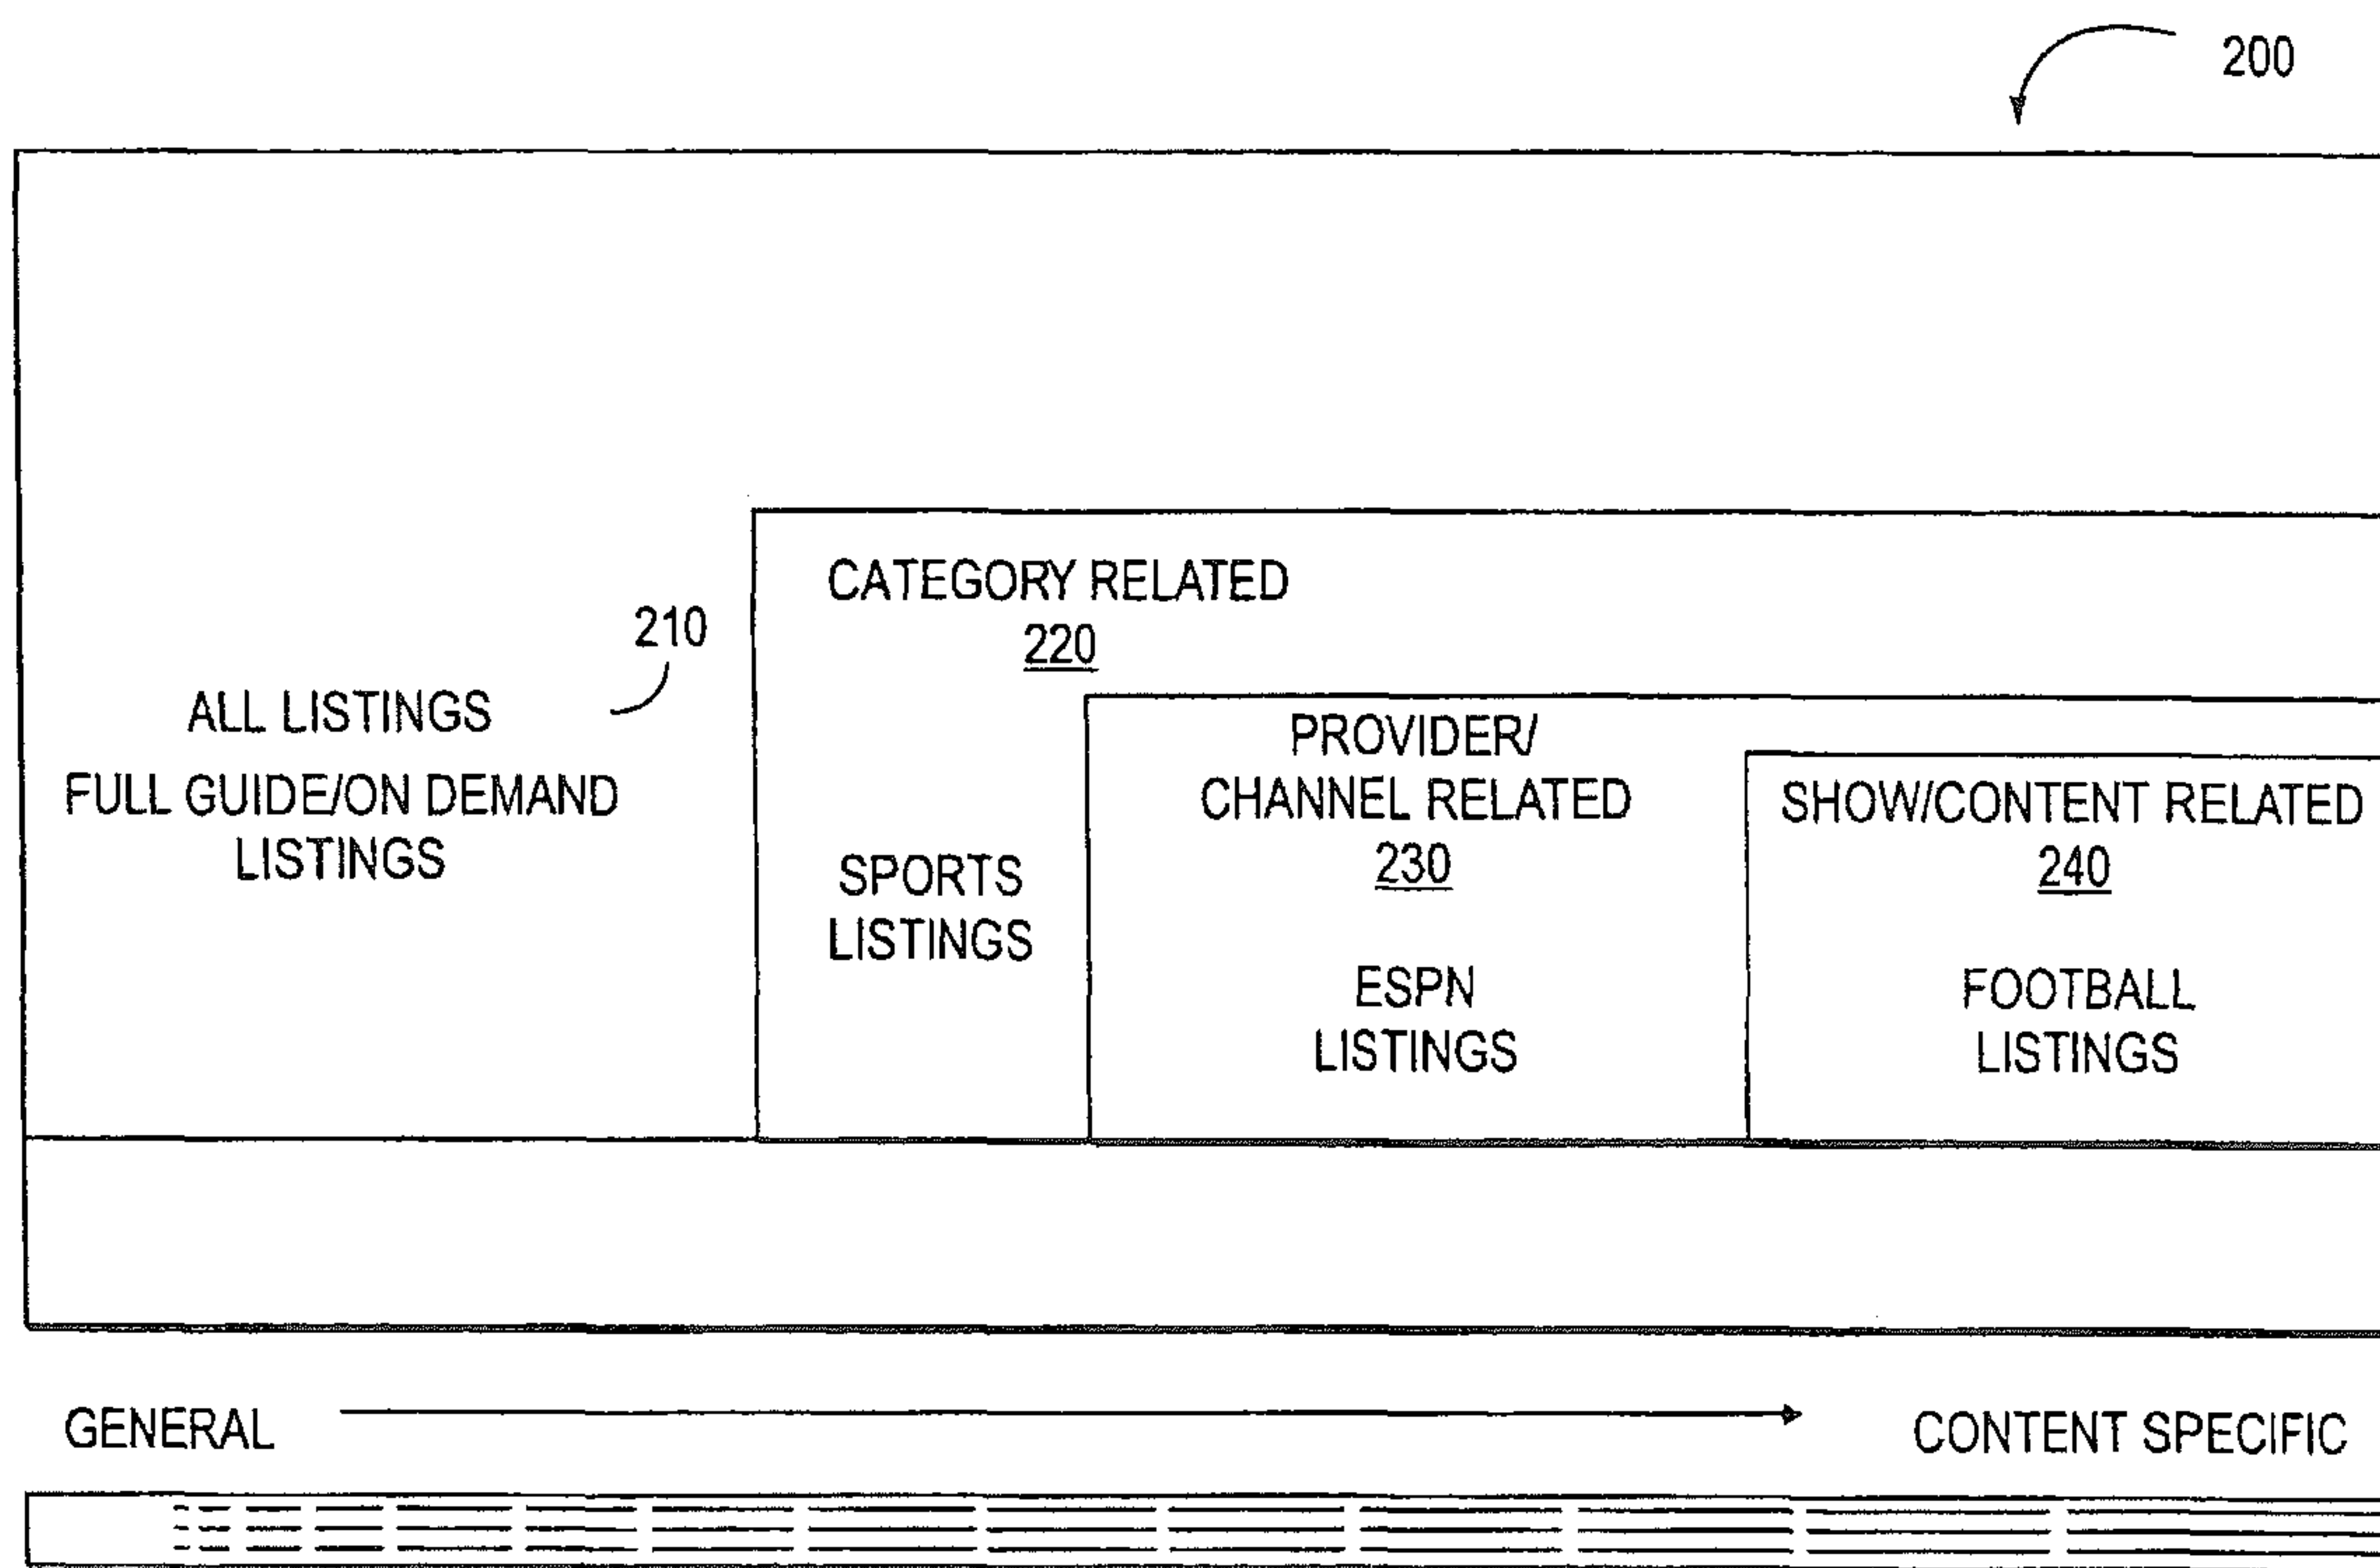 200
CATEGORY RELATED
220
210
ALL LISTINGS
FULL GUIDE/ON DEMAND
LISTINGS
SPORTS
LISTINGS
PROVIDER/
CHANNEL RELATED
230
ESPN
LISTINGS
SHOW/CONTENT RELATED
240
FOOTBALL
LISTINGS
GENERAL
CONTENT SPECIFIC